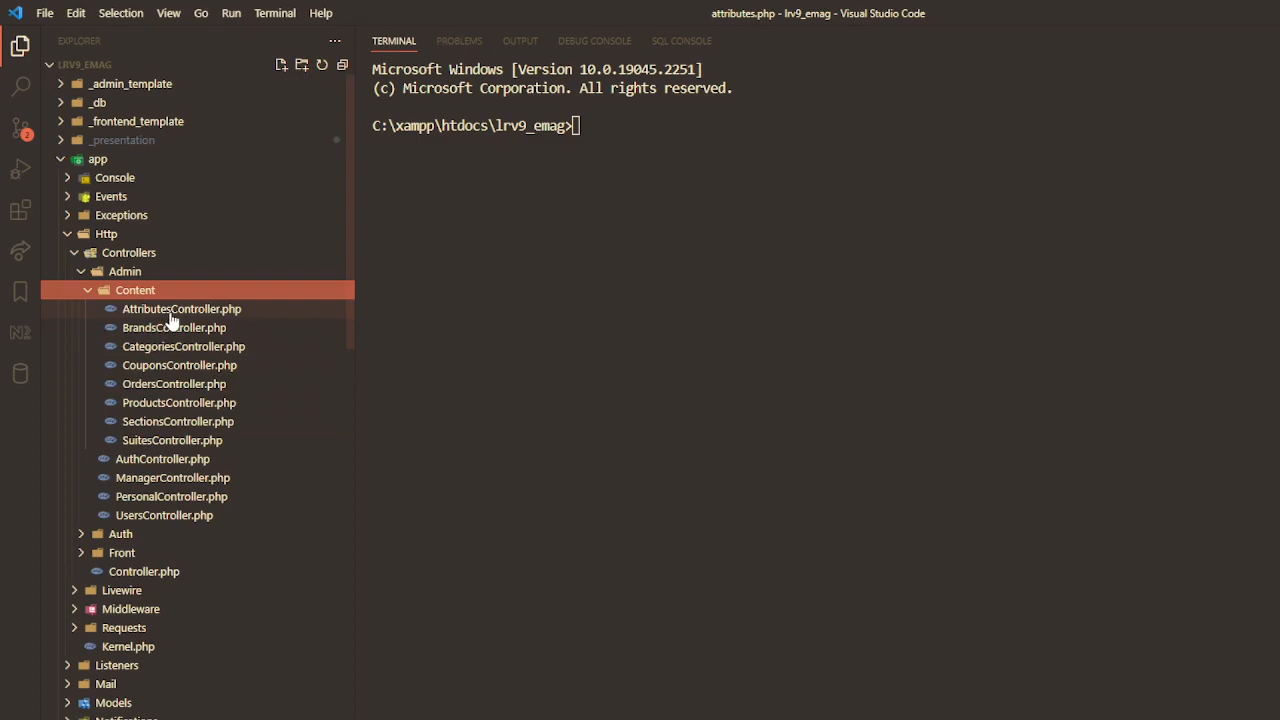 File Edit Selection View Go Run Terminal Help
attributes.php - lrv9_emag - Visual Studio Code
EXPLORER
LRV9_EMAG
_admin_template
_db
_frontend_template
_presentation
app
Console
Events
Exceptions
Http
Controllers
Admin
Content
AttributesController.php
BrandsController.php
CategoriesController.php
CouponsController.php
OrdersController.php
ProductsController.php
SectionsController.php
SuitesController.php
AuthController.php
ManagerController.php
PersonalController.php
UsersController.php
Auth
Front
Controller.php
Livewire
Middleware
Requests
Kernel.php
Listeners
Mail
Models
Notifications
2
TERMINAL PROBLEMS OUTPUT DEBUG CONSOLE SQL CONSOLE
Microsoft Windows [Version 10.0.19045.2251]
(c) Microsoft Corporation. All rights reserved.
C:\xampp\htdocs\lrv9_emag>